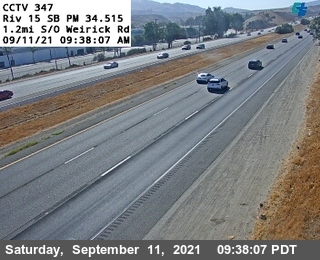 CCTV 347
Riv 15 SB PM 34.515
1.2mi S/O Weirick Rd
09/11/21 09:38:07 AM
Saturday, September 11, 2021 09:38:07 PDT